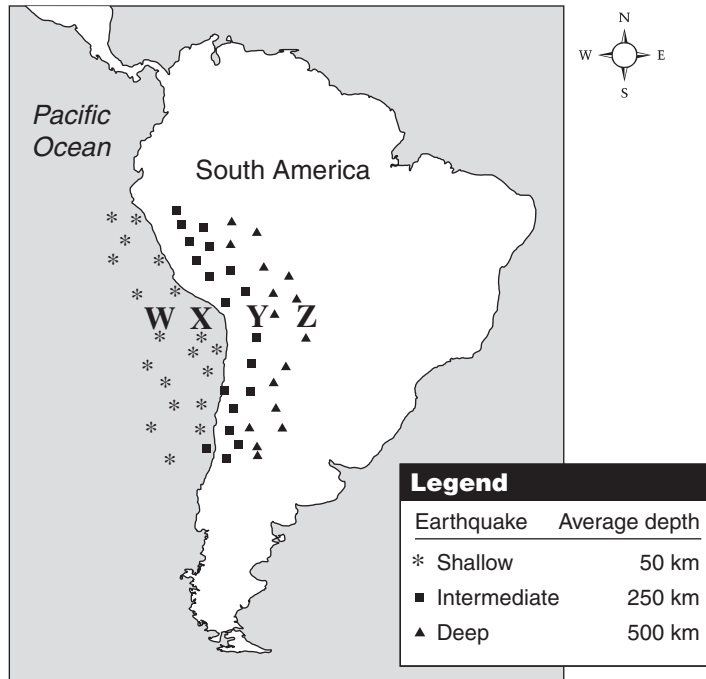 N
W E
S
Pacific
Ocean
South America
W X Y Z
Legend
Earthquake Average depth
* Shallow 50 km
■ Intermediate 250 km
▲ Deep 500 km